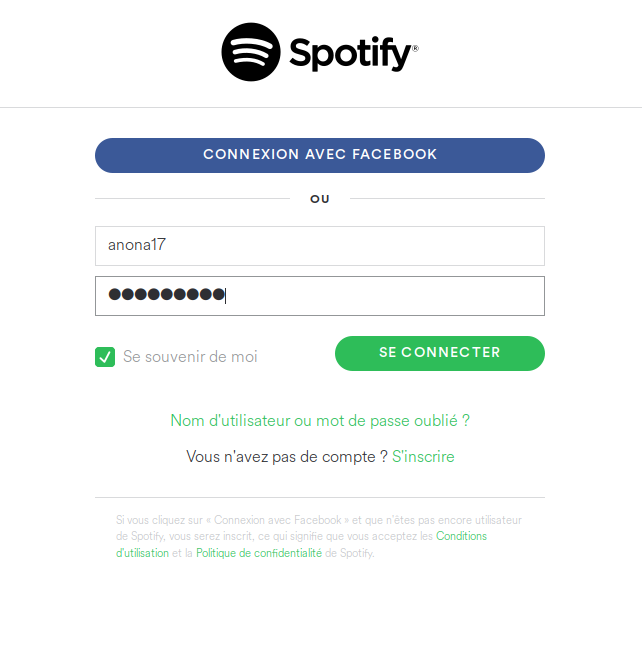 Spotify®
CONNEXION AVEC FACEBOOK
OU
anona17
●●●●●●●●●
Se souvenir de moi
SE CONNECTER
Nom d'utilisateur ou mot de passe oublié ?
Vous n'avez pas de compte ? S'inscrire
Si vous cliquez sur « Connexion avec Facebook » et que n'êtes pas encore utilisateur
de Spotify, vous serez inscrit, ce qui signifie que vous acceptez les Conditions
d'utilisation et la Politique de confidentialité de Spotify.